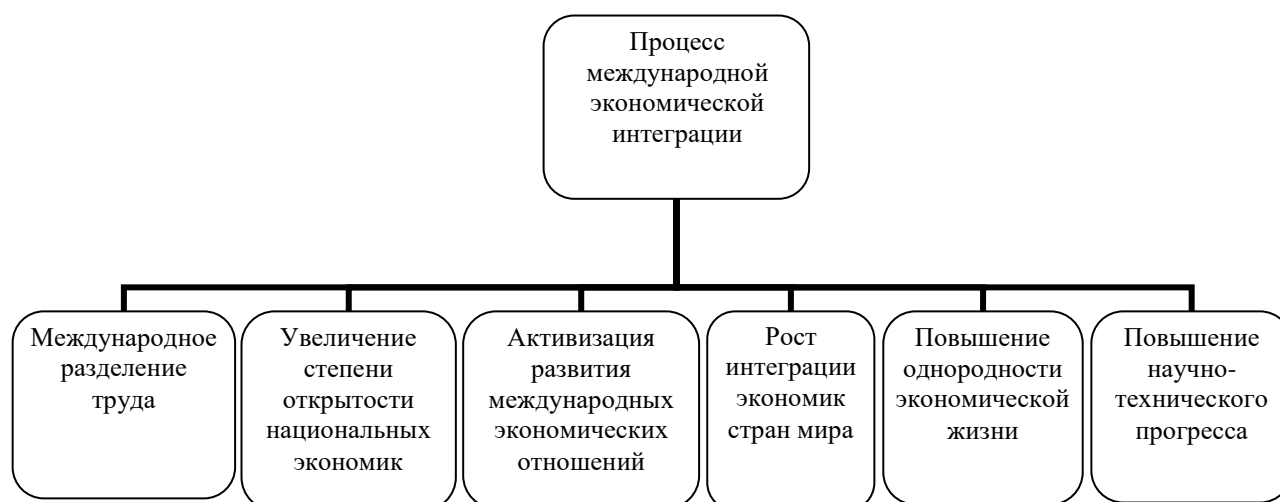 Процесс
международной
экономической
интеграции
Международное
разделение
труда
Увеличение
степени
открытости
национальных
экономик
Активизация
развития
международных
экономических
отношений
Рост
интеграции
экономик
стран мира
Повышение
однородности
экономической
жизни
Повышение
научно-
технического
прогресса